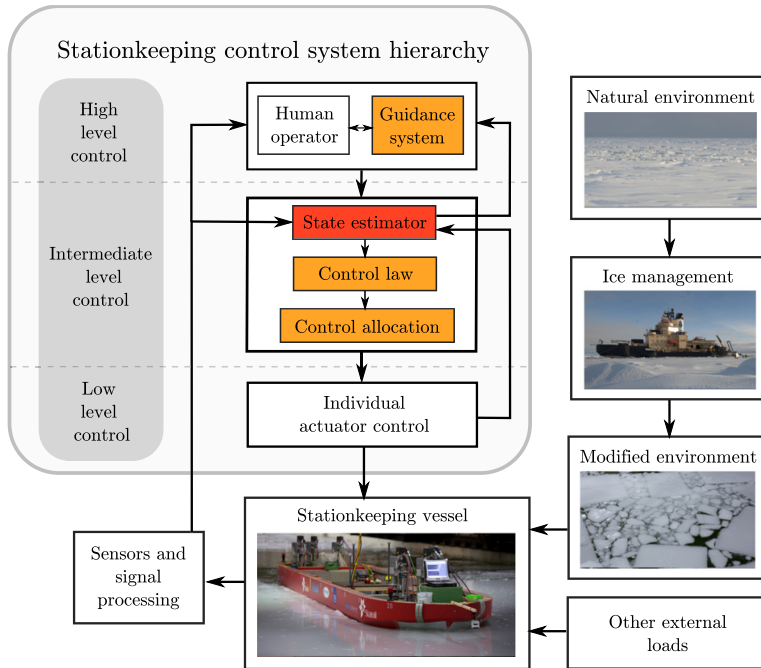 Stationkeeping control system hierarchy
High
level
control
Human
operator
Guidance
system
Natural environment
Intermediate
level
control
State estimator
Control law
Control allocation
Ice management
Low
level
control
Individual
actuator control
Modified environment
Stationkeeping vessel
Sensors and
signal
processing
Other external
loads